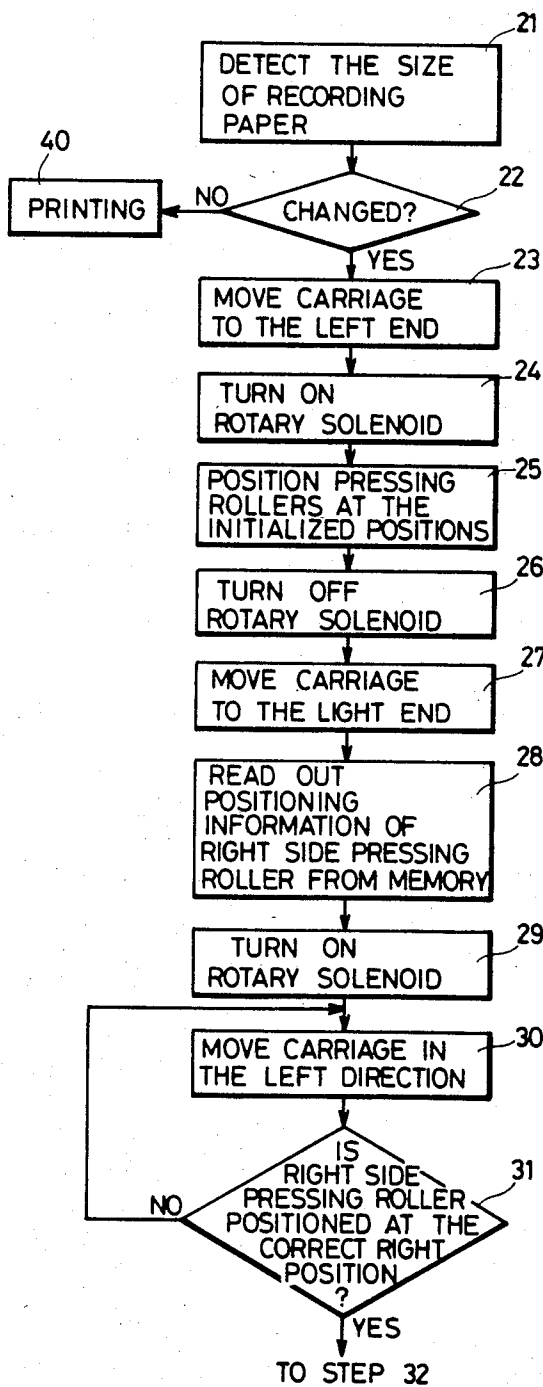 21
DETECT THE SIZE
OF RECORDING
PAPER
40
PRINTING
NO
22
CHANGED?
YES
23
MOVE CARRIAGE
TO THE LEFT END
24
TURN ON
ROTARY SOLENOID
25
POSITION PRESSING
ROLLERS AT THE
INITIALIZED POSITIONS
26
TURN OFF
ROTARY SOLENOID
27
MOVE CARRIAGE
TO THE LIGHT END
28
READ OUT
POSITIONING
INFORMATION OF
RIGHT SIDE PRESSING
ROLLER FROM MEMORY
29
TURN ON
ROTARY SOLENOID
30
MOVE CARRIAGE IN
THE LEFT DIRECTION
31
IS
RIGHT SIDE
PRESSING ROLLER
POSITIONED AT THE
CORRECT RIGHT
POSITION
?
NO
YES
TO STEP 32